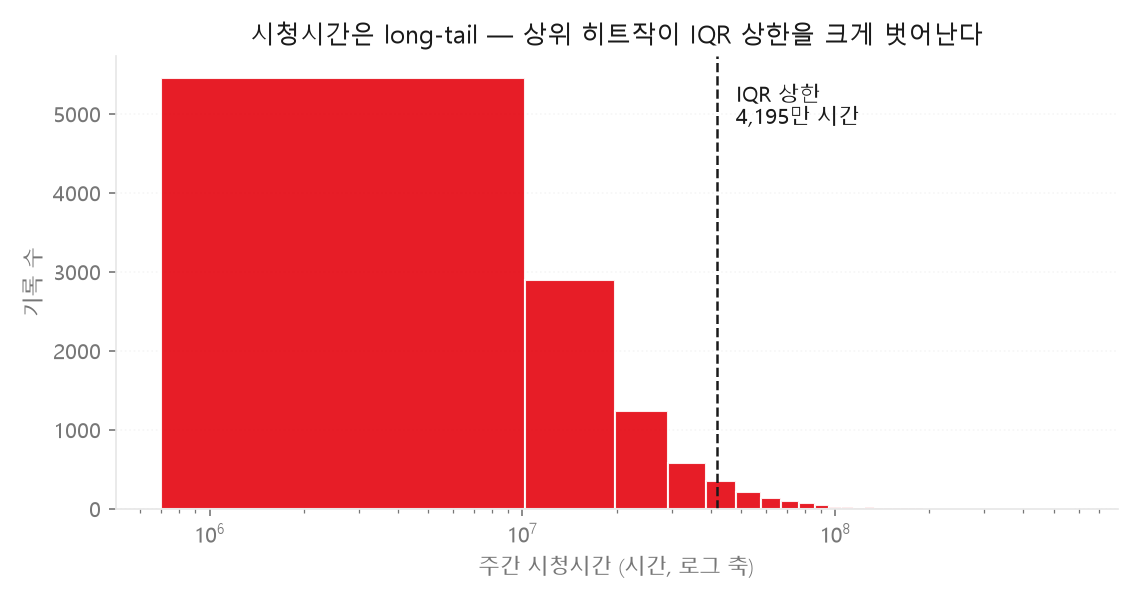 시청시간은 long-tail — 상위 히트작이 IQR 상한을 크게 벗어난다
IQR 상한
4,195만 시간
기록 수
5000
4000
3000
2000
1000
0
10⁶
10⁷
10⁸
주간 시청시간 (시간, 로그 축)